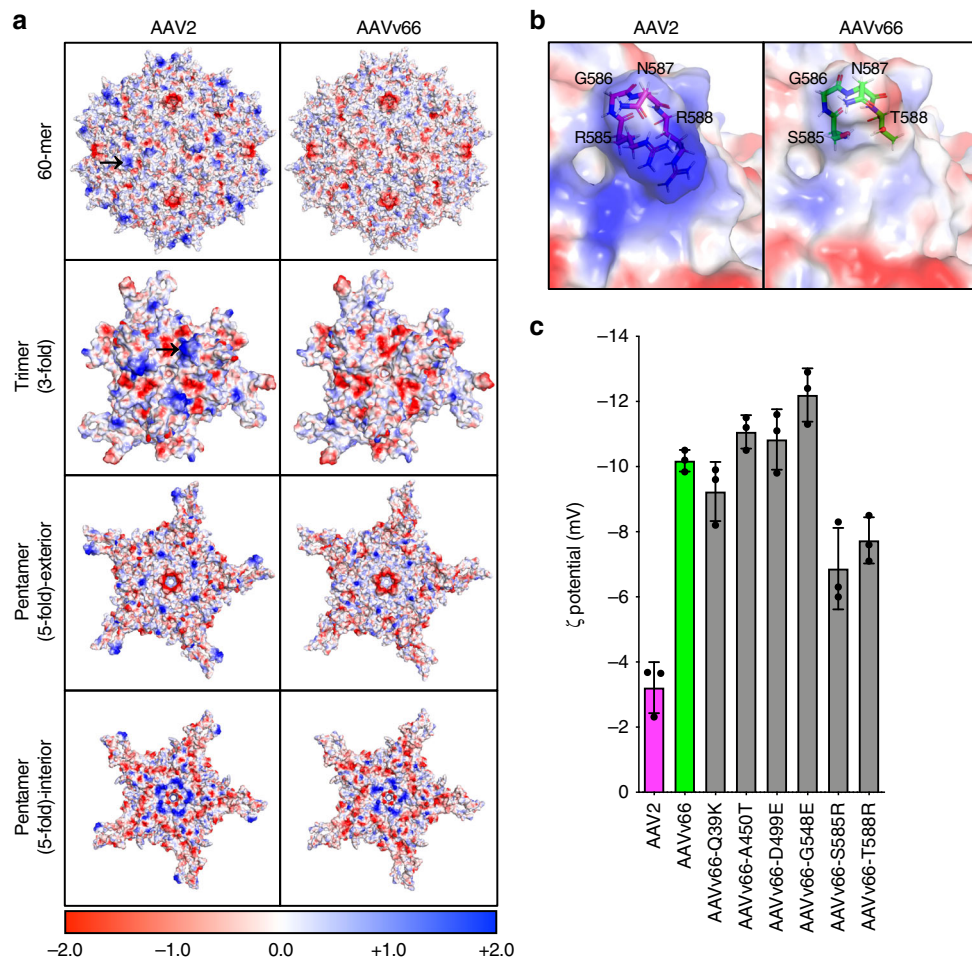 a
AAV2 AAVv66
60-mer
Trimer
(3-fold)
Pentamer
(5-fold)-exterior
Pentamer
(5-fold)-interior
−2.0 −1.0 0.0 +1.0 +2.0
b
AAV2 AAVv66
G586 N587 R588 R585
G586 N587 T588 S585
c
ζ potential (mV)
−14
−12
−10
−8
−6
−4
−2
0
AAV2
AAVv66
AAVv66-Q39K
AAVv66-A450T
AAVv66-D499E
AAVv66-G548E
AAVv66-S585R
AAVv66-T588R